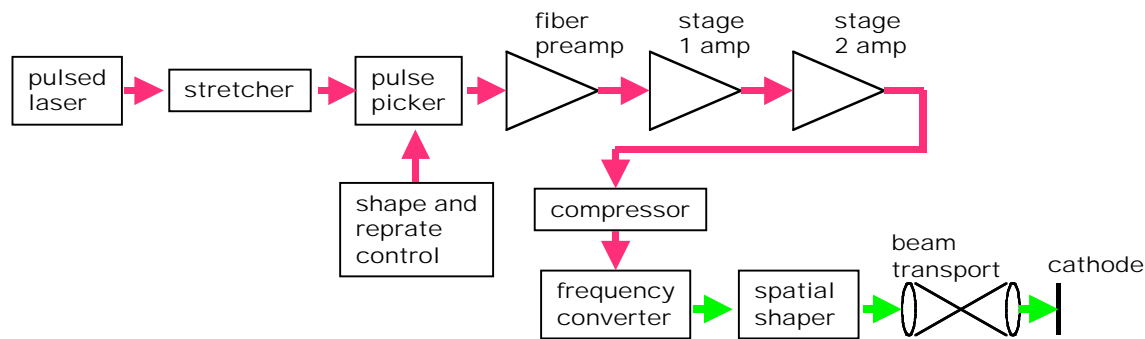 fiber
preamp
stage
1 amp
stage
2 amp
pulsed
laser
stretcher
pulse
picker
shape and
reprate
control
compressor
frequency
converter
spatial
shaper
beam
transport
cathode